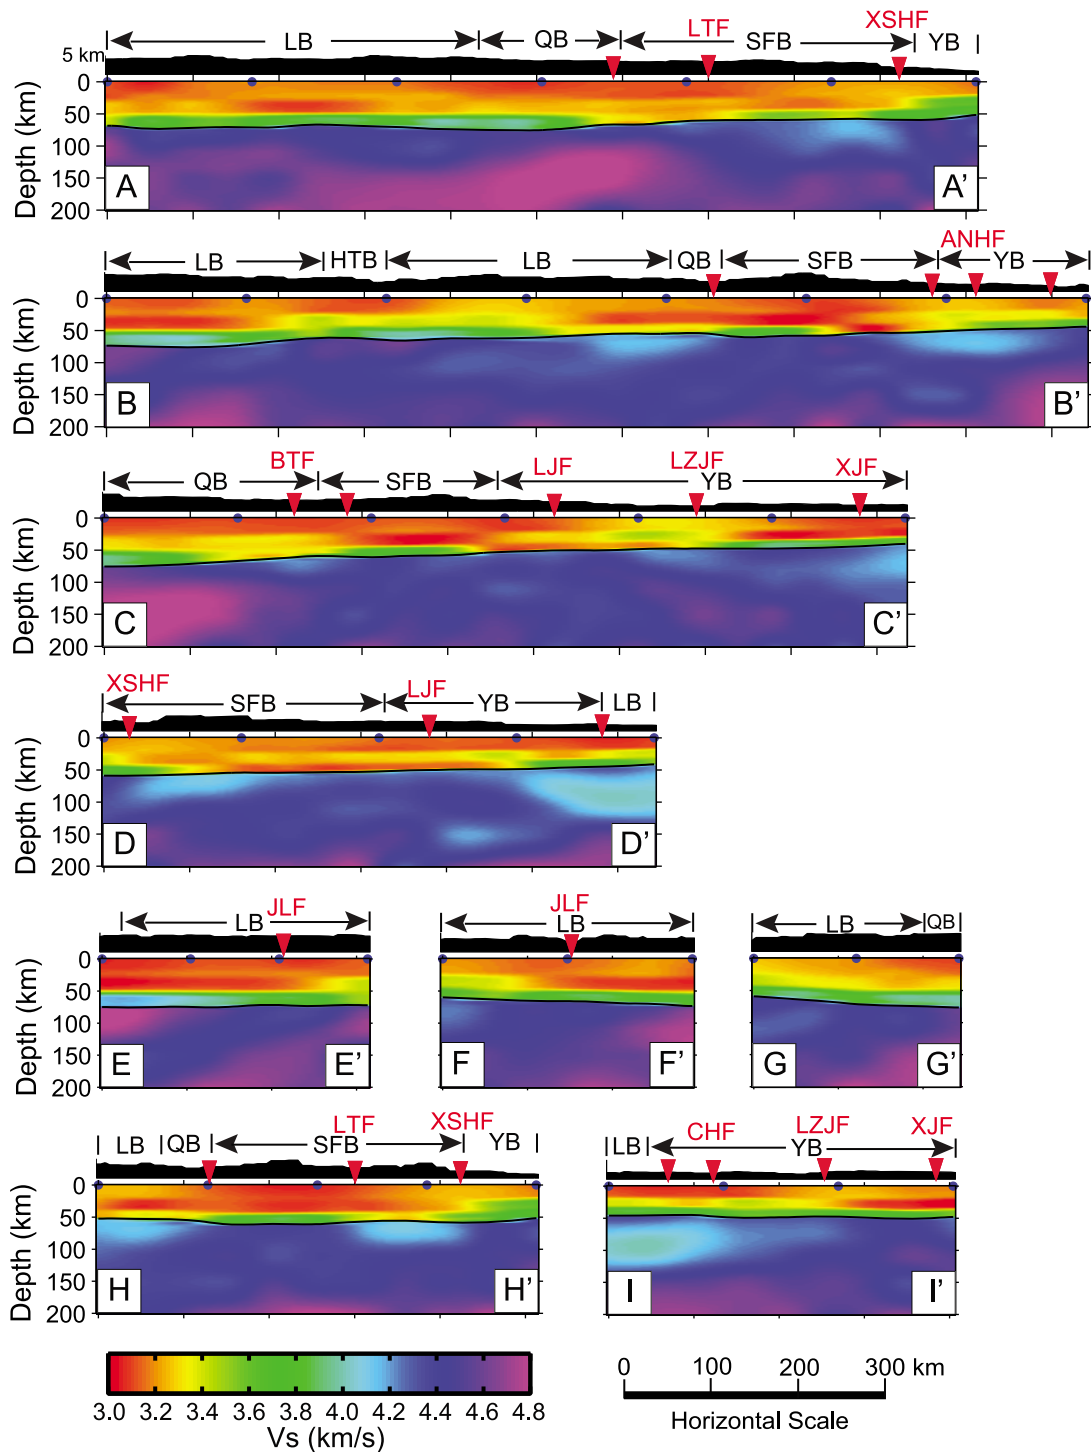 LTF XSHF
LB QB SFB YB
5 km
0
50
100
150
200
Depth (km)
A A'
ANHF
LB HTB LB QB SFB YB
0
50
100
150
200
Depth (km)
B B'
BTF LJF LZJF XJF
QB SFB YB
0
50
100
150
200
Depth (km)
C C'
XSHF LJF
SFB YB LB
0
50
100
150
200
Depth (km)
D D'
JLF JLF
LB LB LB QB
0
50
100
150
200
Depth (km)
E E' F F' G G'
LTF XSHF CHF LZJF XJF
LB QB SFB YB LB YB
0
50
100
150
200
Depth (km)
H H' I I'
3.0 3.2 3.4 3.6 3.8 4.0 4.2 4.4 4.6 4.8
Vs (km/s)
0 100 200 300 km
Horizontal Scale